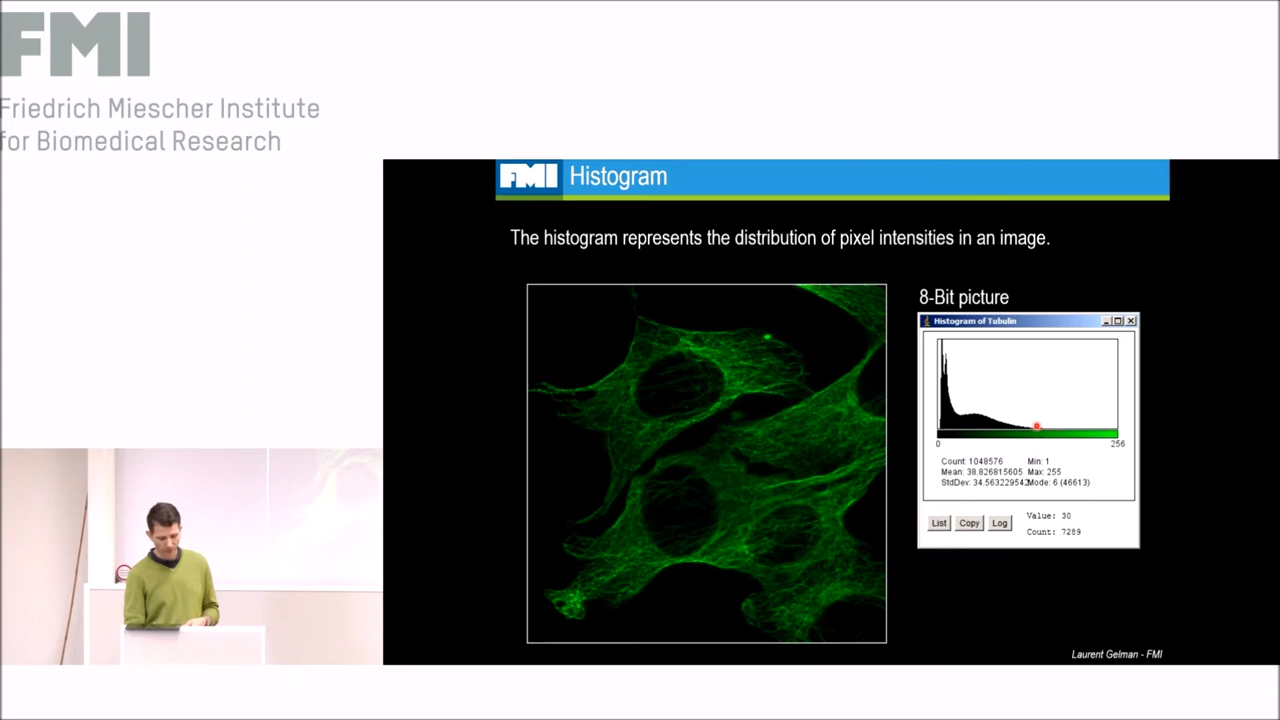 FMI
Friedrich Miescher Institute
for Biomedical Research
FMI Histogram
The histogram represents the distribution of pixel intensities in an image.
8-Bit picture
Histogram of Tubulin
0 256
Count: 1048576 Min: 1
Mean: 38.826815605 Max: 255
StdDev: 34.563229542 Mode: 6 (46613)
List Copy Log
Value: 30
Count: 7289
Laurent Gelman - FMI